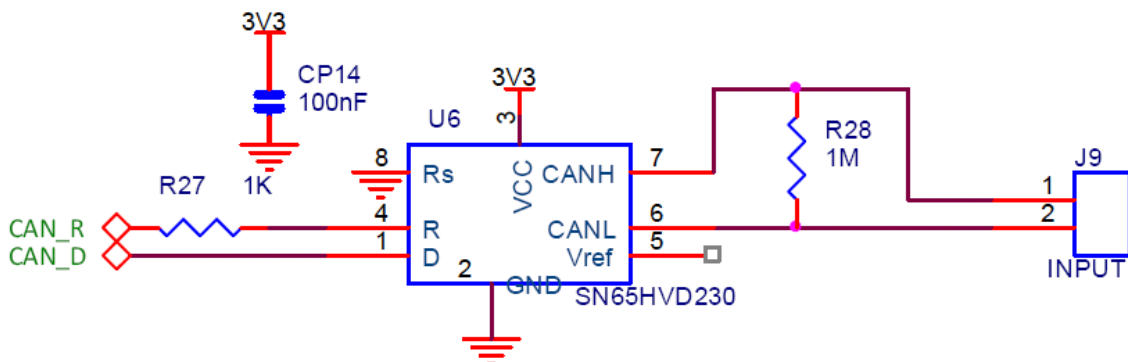 3V3
CP14
100nF
3V3
U6
3
R28
1M
8
Rs
VCC
CANH
7
J9
R27 1K
1
CAN_R
4
R
CANL
6
2
CAN_D
1
D
Vref
5
2
GND
SN65HVD230
INPUT